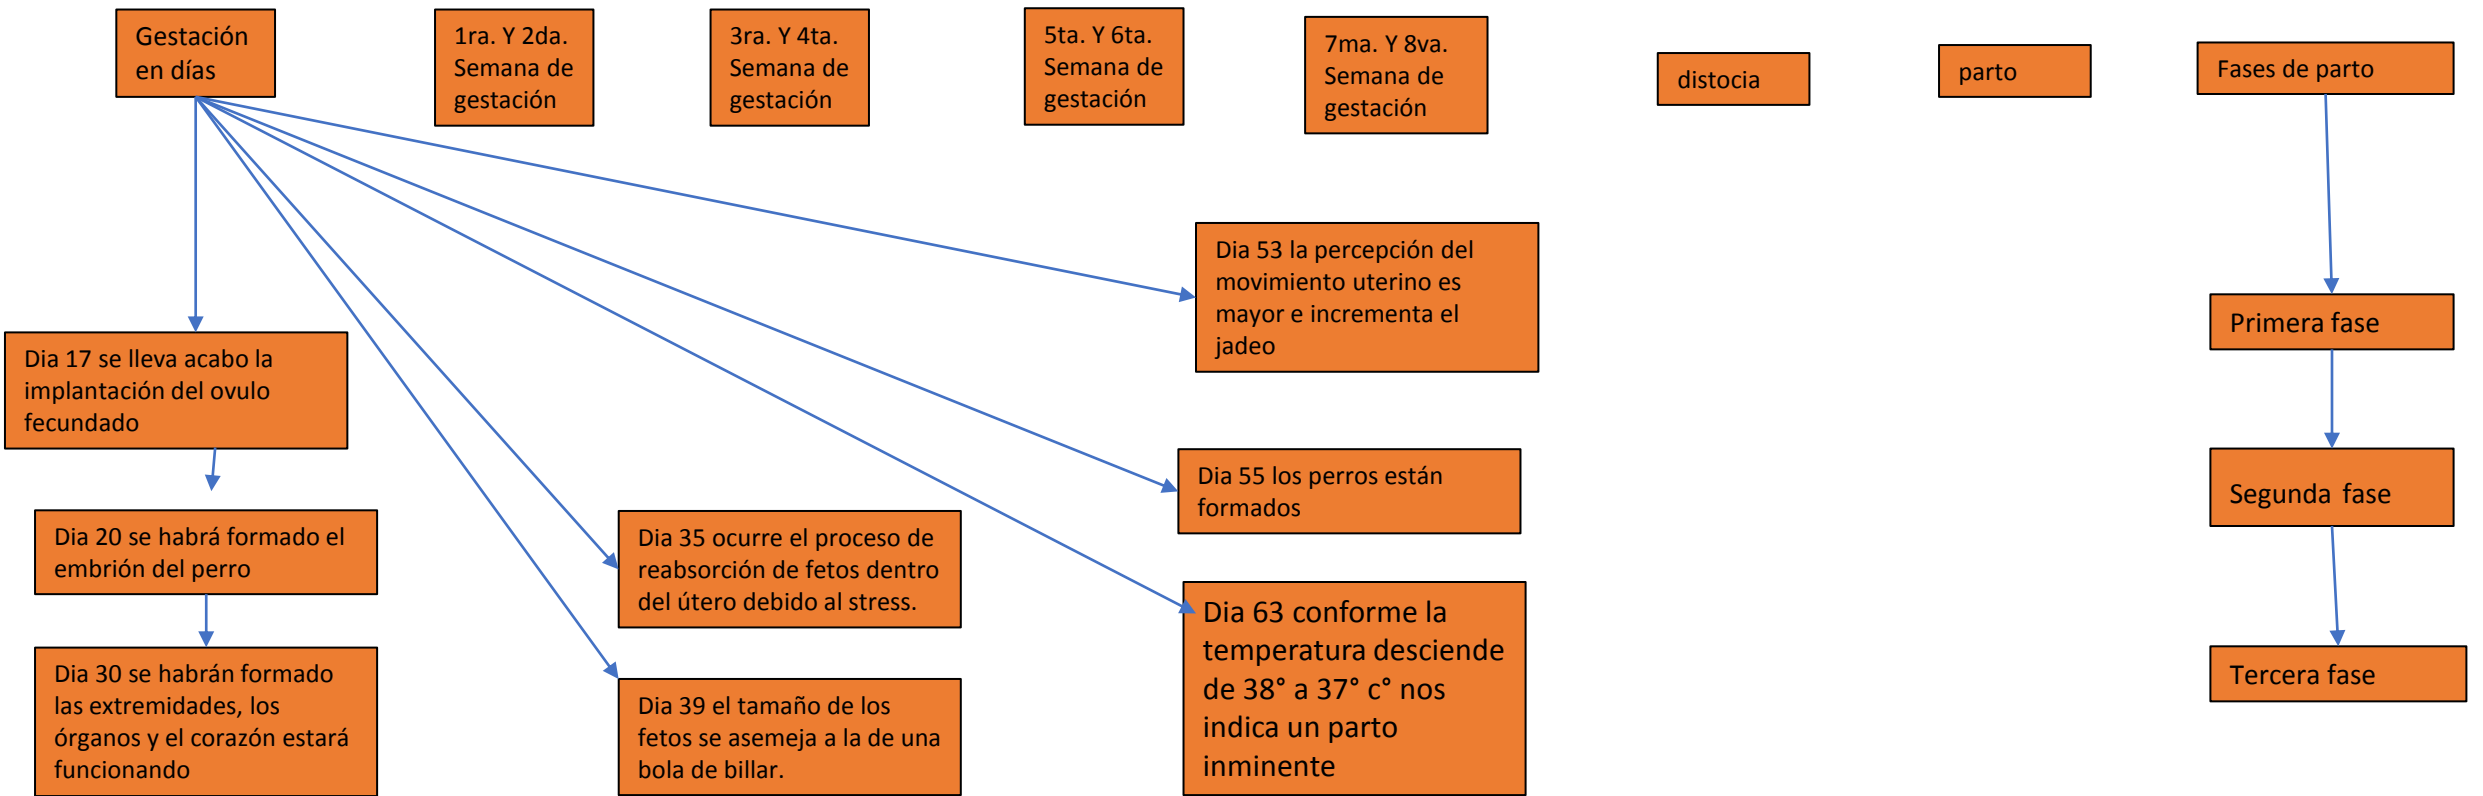 Gestación
en días
1ra. Y 2da.
Semana de
gestación
3ra. Y 4ta.
Semana de
gestación
5ta. Y 6ta.
Semana de
gestación
7ma. Y 8va.
Semana de
gestación
distocia
parto
Fases de parto
Dia 17 se lleva acabo la
implantación del ovulo
fecundado
Dia 20 se habrá formado el
embrión del perro
Dia 30 se habrán formado
las extremidades, los
órganos y el corazón estará
funcionando
Dia 35 ocurre el proceso de
reabsorción de fetos dentro
del útero debido al stress.
Dia 39 el tamaño de los
fetos se asemeja a la de una
bola de billar.
Dia 53 la percepción del
movimiento uterino es
mayor e incrementa el
jadeo
Dia 55 los perros están
formados
Dia 63 conforme la
temperatura desciende
de 38° a 37° c° nos
indica un parto
inminente
Primera fase
Segunda fase
Tercera fase